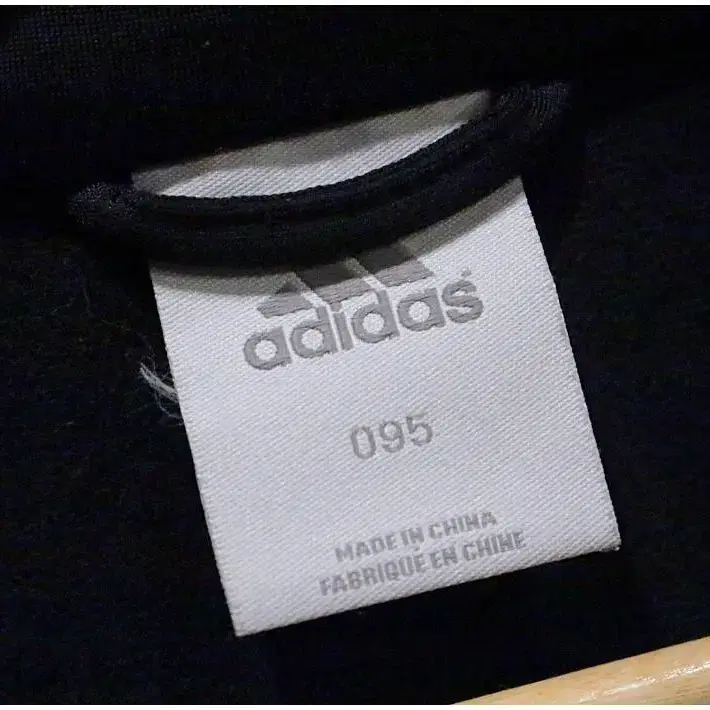 adidas
095
MADE IN CHINA
FABRIQUÉ EN CHINE